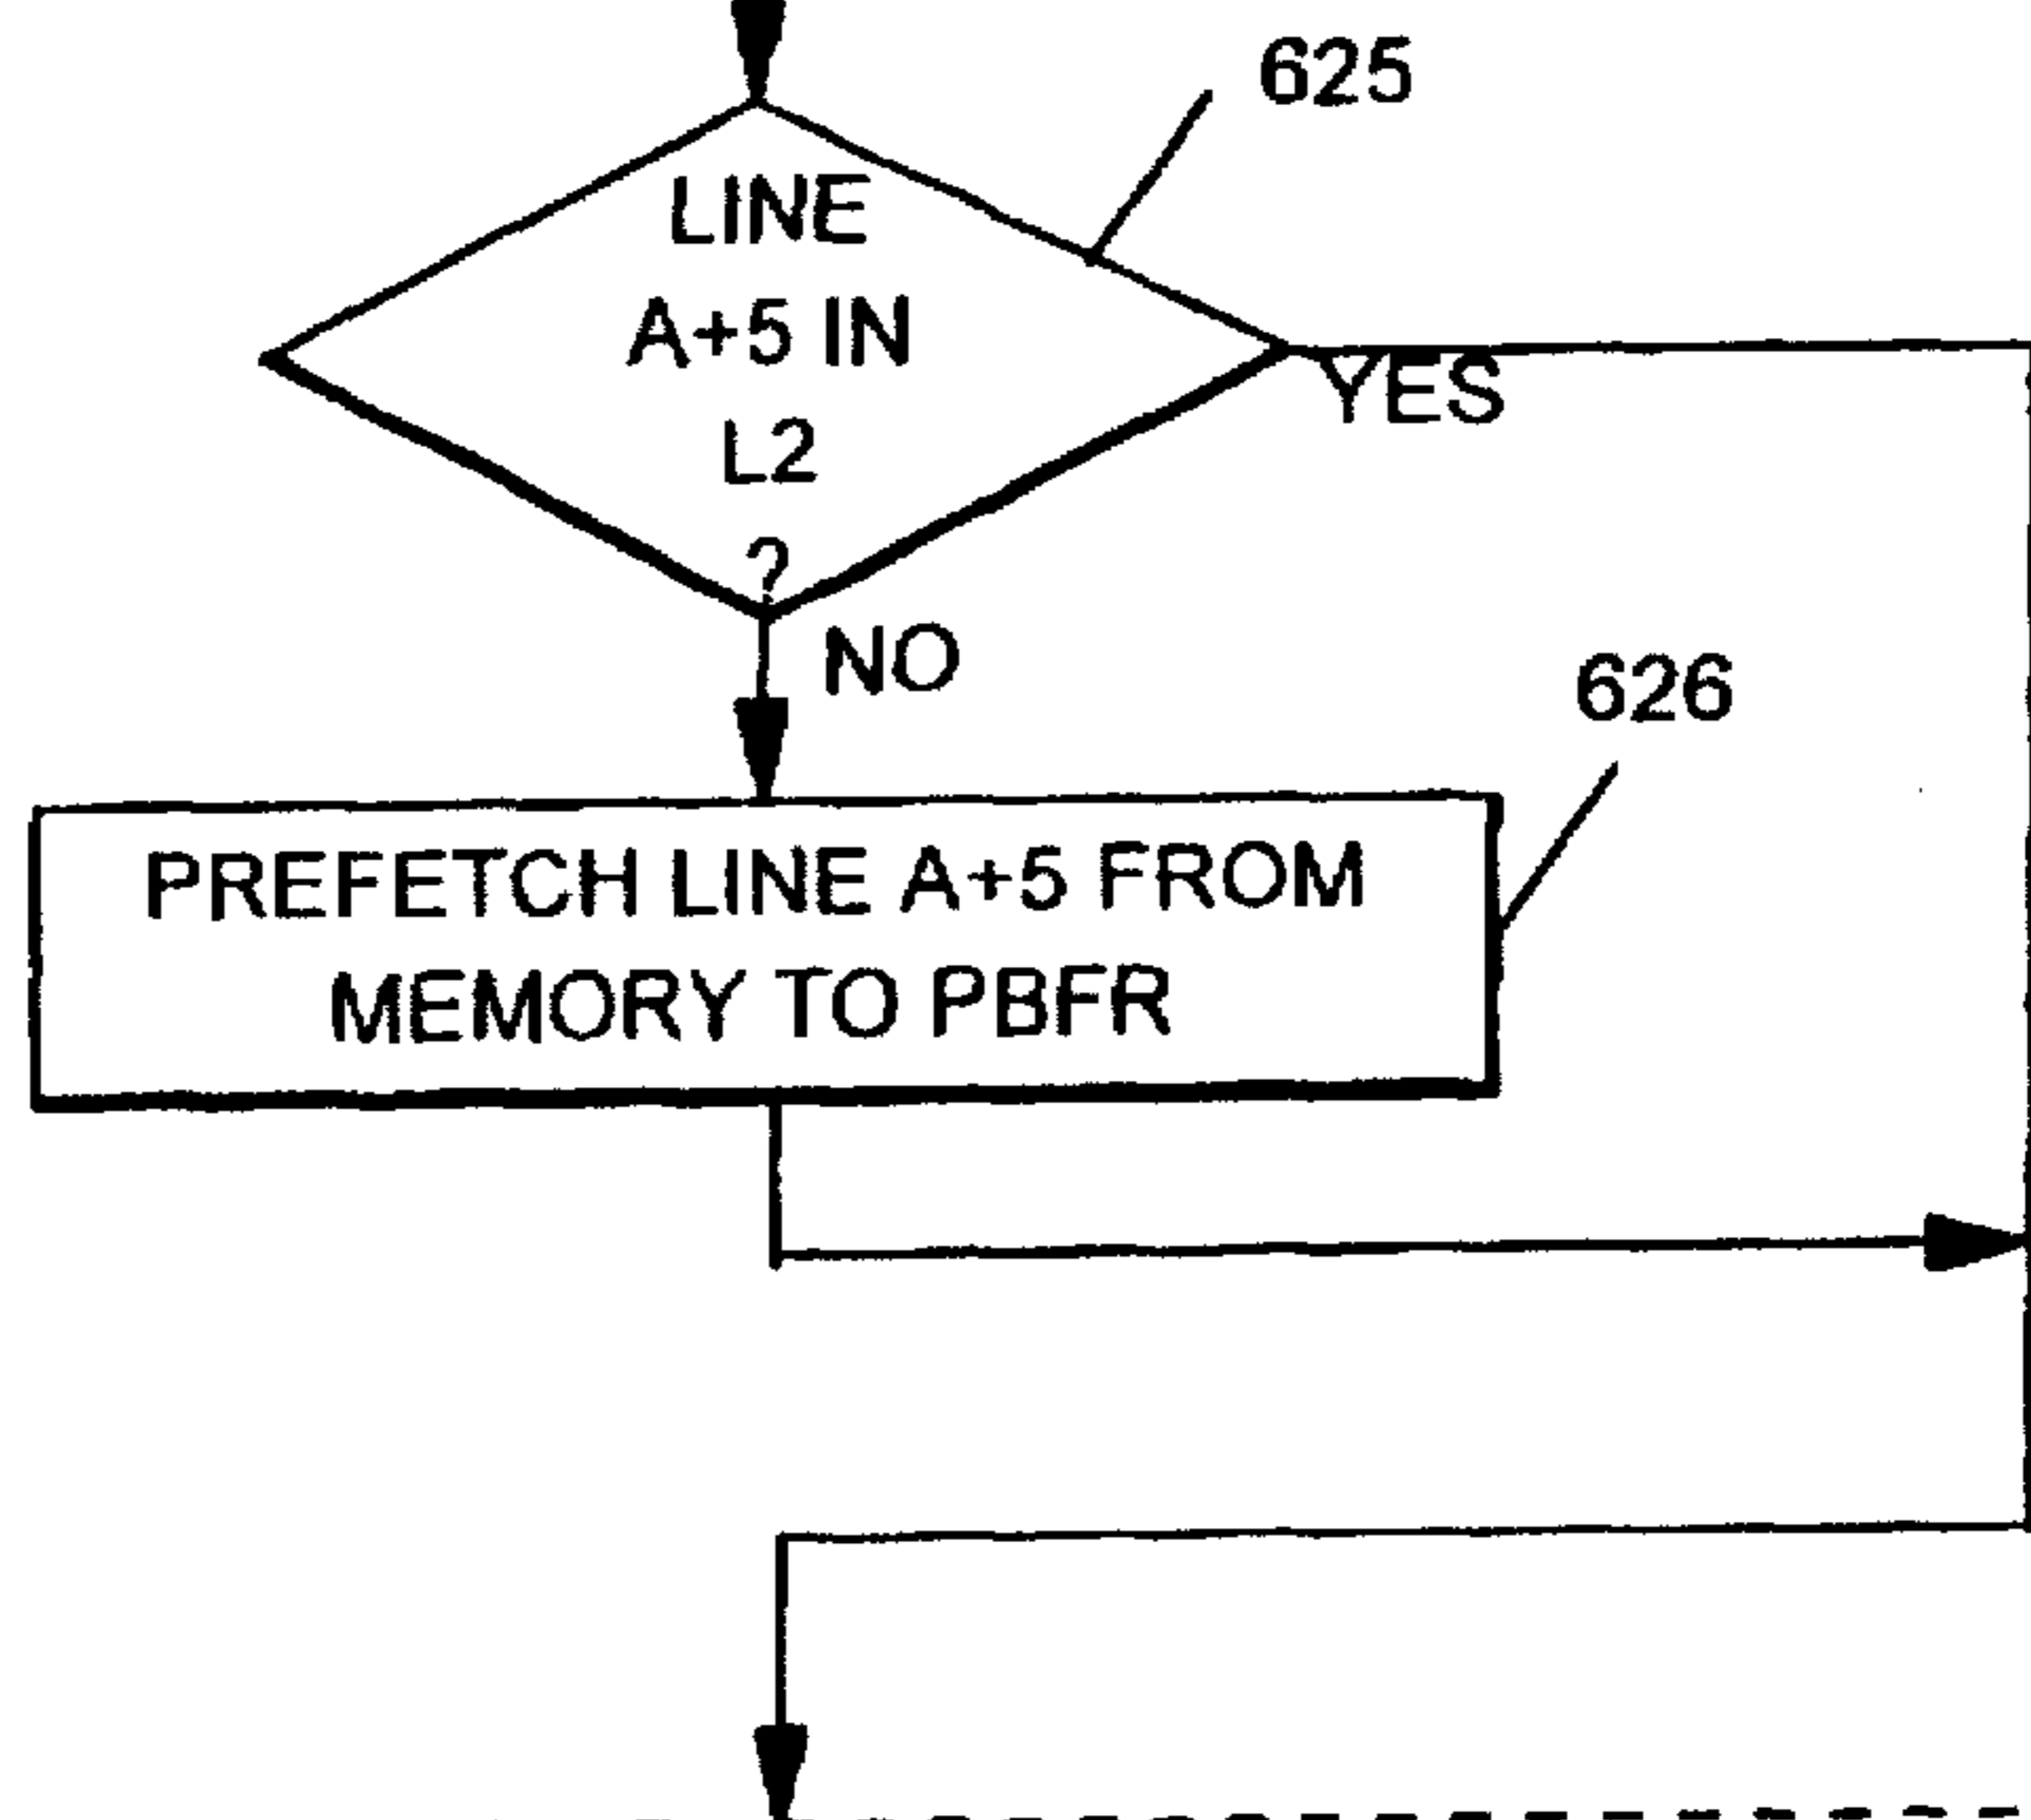 625
LINE
A+5 IN
L2
?
YES
NO
626
PREFETCH LINE A+5 FROM
MEMORY TO PBFR